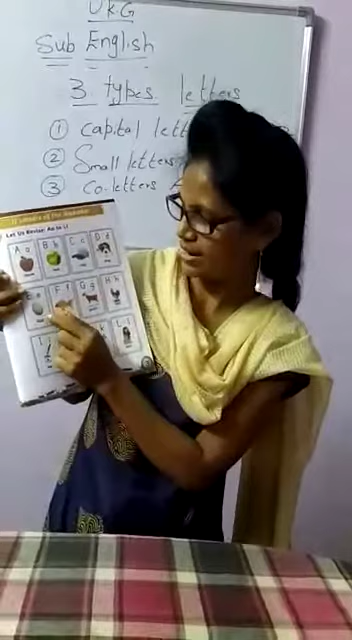 UKG
Sub English
3 types letters
① capital lett
② Small letters
③ co. letters
Let Us Revise: Aa to Ll
A a
B b
C c
D d
F f
G g
H h